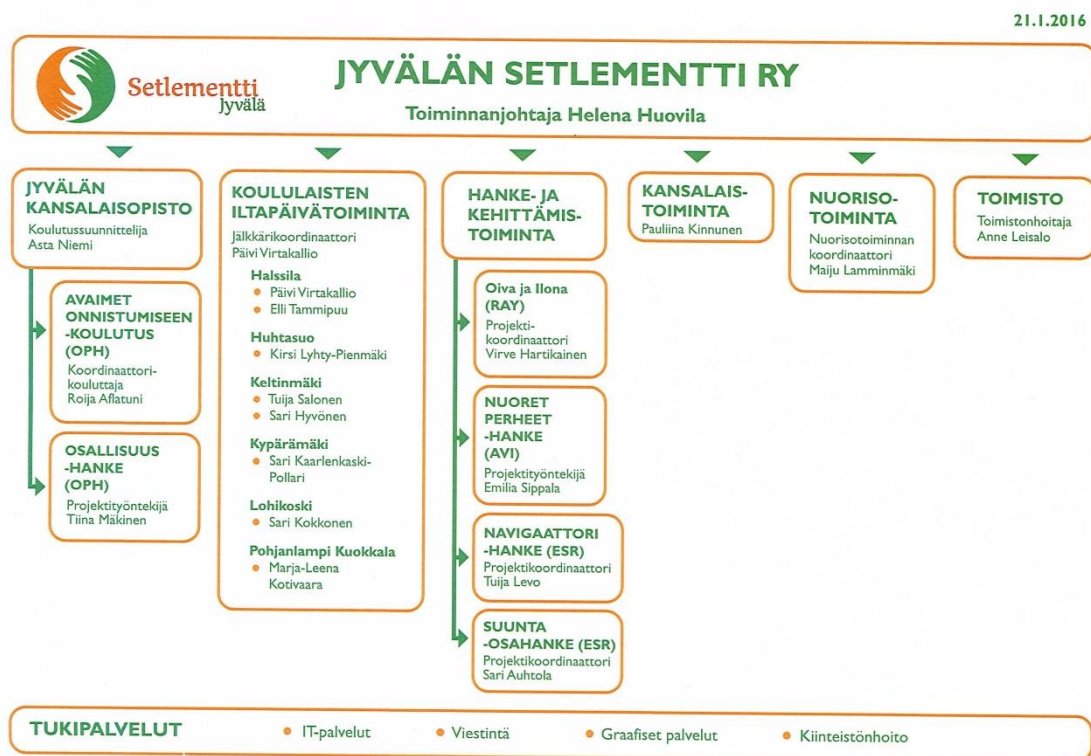 21.1.2016
Setlementti
Jyvälä
JYVÄLÄN SETLEMENTTI RY
Toiminnanjohtaja Helena Huovila
JYVÄLÄN
KANSALAISOPISTO
Koulutussuunnittelija
Asta Niemi
AVAIMET
ONNISTUMISEEN
-KOULUTUS
(OPH)
Koordinaattori-
kouluttaja
Roija Aflatuni
OSALLISUUS
-HANKE
(OPH)
Projektityöntekijä
Tiina Mäkinen
KOULULAISTEN
ILTAPÄIVÄTOIMINTA
Jälkkärikoordinaattori
Päivi Virtakallio
Halssila
• Päivi Virtakallio
• Elli Tammipuu
Huhtasuo
• Kirsi Lyhty-Pienmäki
Keltinmäki
• Tuija Salonen
• Sari Hyvönen
Kypärämäki
• Sari Kaarlenkaski-
Pollari
Lohikoski
• Sari Kokkonen
Pohjanlampi Kuokkala
• Marja-Leena
Kotivaara
HANKE- JA
KEHITTÄMIS-
TOIMINTA
Oiva ja Ilona
(RAY)
Projekti-
koordinaattori
Virve Hartikainen
NUORET
PERHEET
-HANKE
(AVI)
Projektityöntekijä
Emilia Sippala
NAVIGAATTORI
-HANKE (ESR)
Projektikoordinaattori
Tuija Levo
SUUNTA
-OSAHANKE (ESR)
Projektikoordinaattori
Sari Auhtola
KANSALAIS-
TOIMINTA
Pauliina Kinnunen
NUORISO-
TOIMINTA
Nuorisotoiminnan
koordinaattori
Maiju Lamminmäki
TOIMISTO
Toimistonhoitaja
Anne Leisalo
TUKIPALVELUT • IT-palvelut • Viestintä • Graafiset palvelut • Kiinteistönhoito